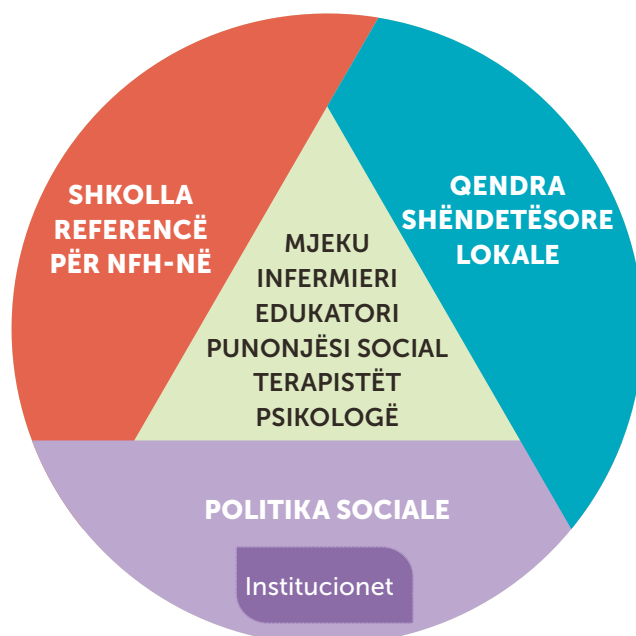 SHKOLLA
REFERENCË
PËR NFH-NË
QENDRA
SHËNDETËSORE
LOKALE
MJEKU
INFERMIERI
EDUKATORI
PUNONJËSI SOCIAL
TERAPISTËT
PSIKOLOGË
POLITIKA SOCIALE
Institucionet